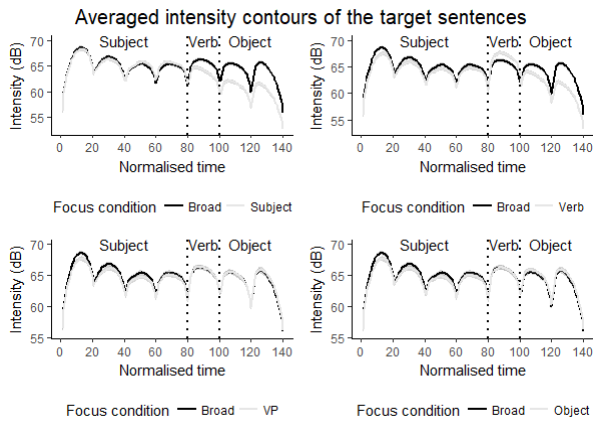 Averaged intensity contours of the target sentences
Intensity (dB)
70
65
60
55
Subject Verb Object
0 20 40 60 80 100 120 140
Normalised time
Focus condition Broad Subject
Intensity (dB)
70
65
60
55
Subject Verb Object
0 20 40 60 80 100 120 140
Normalised time
Focus condition Broad Verb
Intensity (dB)
70
65
60
55
Subject Verb Object
0 20 40 60 80 100 120 140
Normalised time
Focus condition Broad VP
Intensity (dB)
70
65
60
55
Subject Verb Object
0 20 40 60 80 100 120 140
Normalised time
Focus condition Broad Object